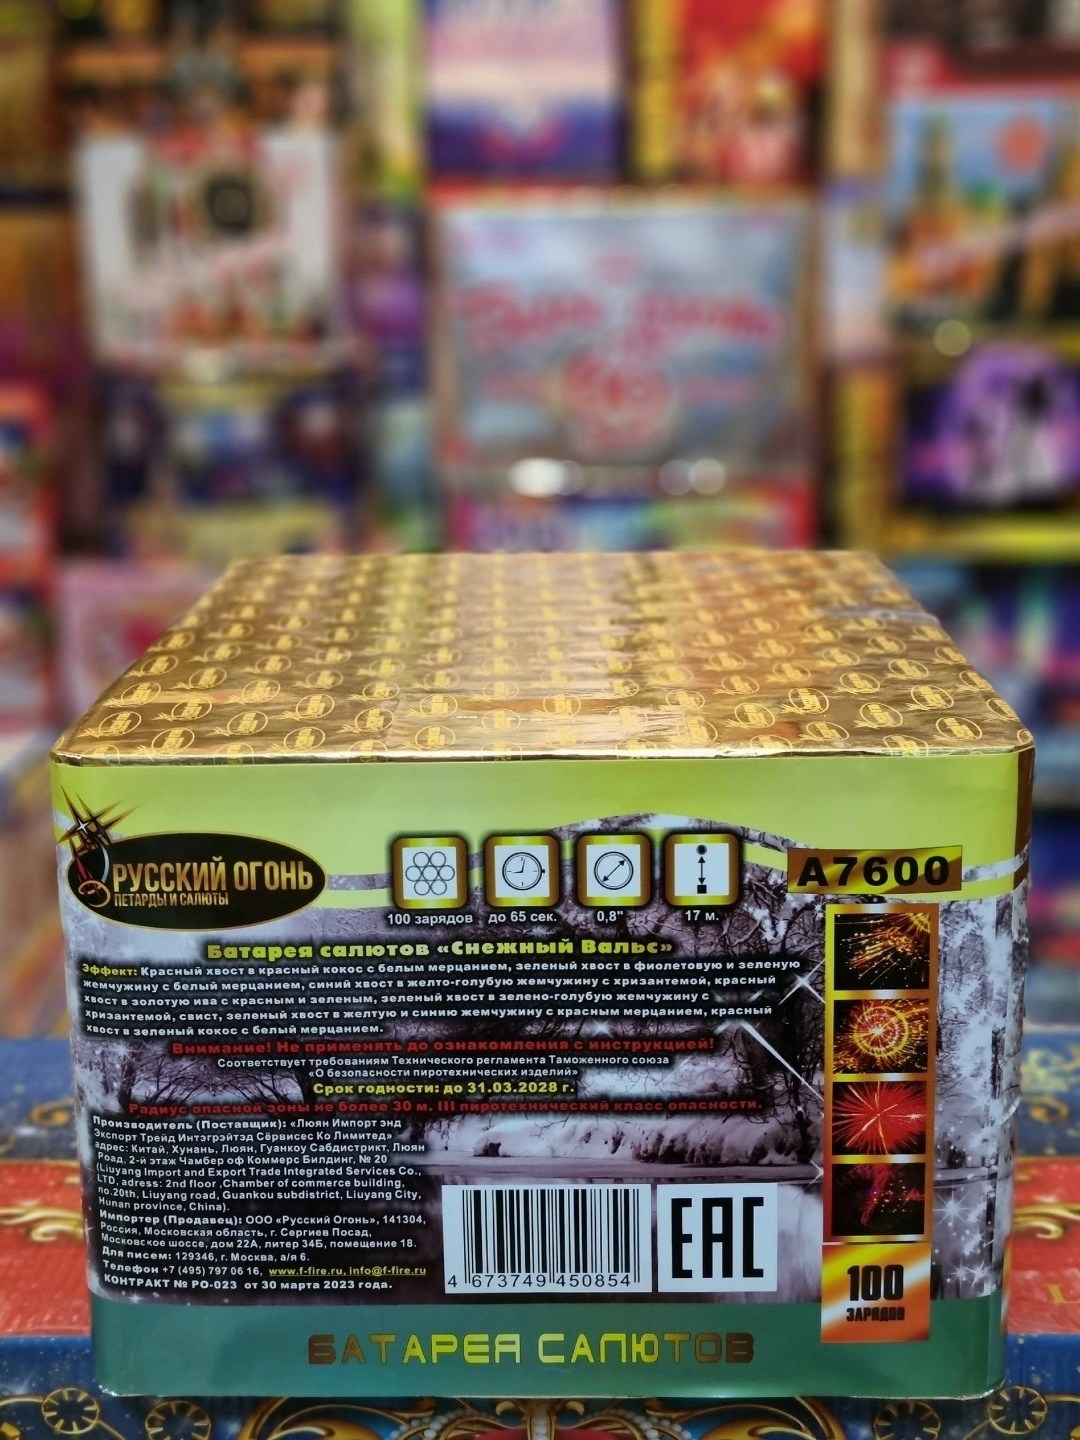 РУССКИЙ ОГОНЬ
ПЕТАРДЫ И САЛЮТЫ
100 зарядов
до 65 сек.
0,8"
17 м.
А7600
Батарея салютов «Снежный Вальс»
Эффект: Красный хвост в красный кокос с белым мерцанием, зеленый хвост в фиолетовую и зеленую
жемчужину с белый мерцанием, синий хвост в желто-голубую жемчужину с хризантемой, красный
хвост в золотую ива с красным и зеленым, зеленый хвост в зелено-голубую жемчужину с
хризантемой, свист, зеленый хвост в желтую и синию жемчужину с красным мерцанием, красный
хвост в зеленый кокос с белый мерцанием.
Внимание! Не применять до ознакомления с инструкцией!
Соответствует требованиям Технического регламента Таможенного союза
«О безопасности пиротехнических изделий»
Срок годности: до 31.03.2028 г.
Радиус опасной зоны не более 30 м. III пиротехнический класс опасности.
Производитель (Поставщик): «Люян Импорт энд
Экспорт Трейд Интэгрэйтэд Сёрвисес Ко Лимитед»
адрес: Китай, Хунань, Люян, Гуанкоу Сабдистрикт, Люян
Роад, 2-й этаж Чамбер оф Коммерс Билдинг, № 20
(Liuyang Import and Export Trade Integrated Services Co.,
LTD, adress: 2nd floor ,Chamber of commerce building,
no.20th, Liuyang road, Guankou subdistrict, Liuyang City,
Hunan province, China).
Импортер (Продавец): ООО «Русский Огонь», 141304,
Россия, Московская область, г. Сергиев Посад,
Московское шоссе, дом 22А, литер 34Б, помещение 18.
Для писем: 129346, г. Москва, а/я 6.
Телефон +7 (495) 797 06 16, www.f-fire.ru, info@f-fire.ru
КОНТРАКТ № РО-023 от 30 марта 2023 года.
4 673749 450854
EAC
100
ЗАРЯДОВ
БАТАРЕЯ САЛЮТОВ